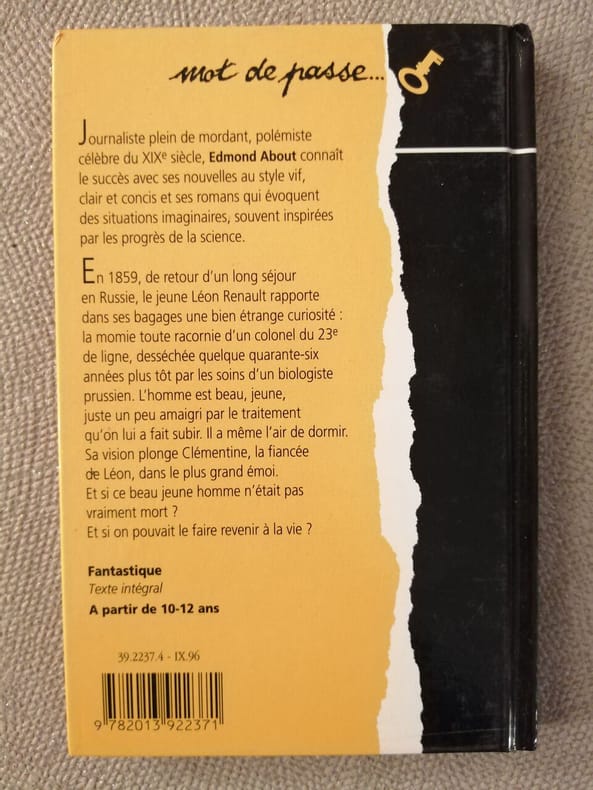 mot de passe...
Journaliste plein de mordant, polémiste
célèbre du XIXe siècle, Edmond About connaît
le succès avec ses nouvelles au style vif,
clair et concis et ses romans qui évoquent
des situations imaginaires, souvent inspirées
par les progrès de la science.
En 1859, de retour d'un long séjour
en Russie, le jeune Léon Renault rapporte
dans ses bagages une bien étrange curiosité :
la momie toute racornie d'un colonel du 23e
de ligne, desséchée quelque quarante-six
années plus tôt par les soins d'un biologiste
prussien. L'homme est beau, jeune,
juste un peu amaigri par le traitement
qu'on lui a fait subir. Il a même l'air de dormir.
Sa vision plonge Clémentine, la fiancée
de Léon, dans le plus grand émoi.
Et si ce beau jeune homme n'était pas
vraiment mort ?
Et si on pouvait le faire revenir à la vie ?
Fantastique
Texte intégral
A partir de 10-12 ans
39.2237.4 - IX.96
9 782013 922371